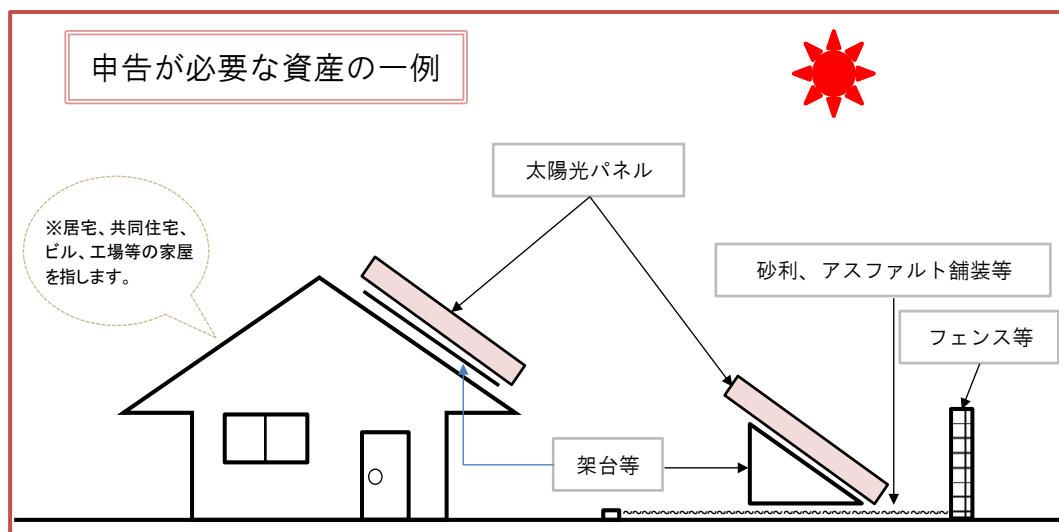 申告が必要な資産の一例
太陽光パネル
※居宅、共同住宅、
ビル、工場等の家屋
を指します。
砂利、アスファルト舗装等
フェンス等
架台等